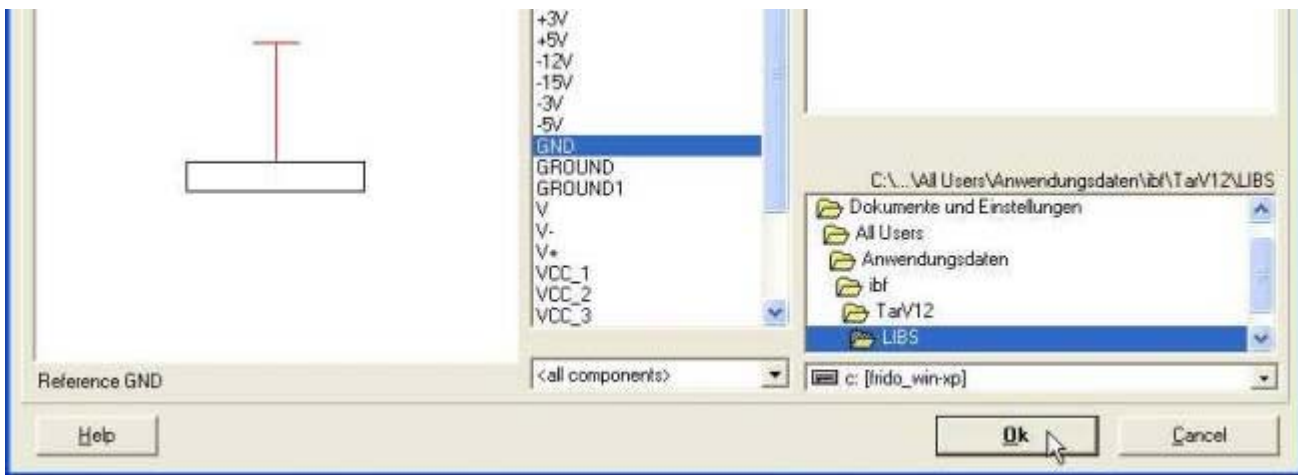 +3V
+5V
-12V
-15V
-3V
-5V
GND
GROUND
GROUND1
V
V-
V+
VCC_1
VCC_2
VCC_3
<all components>
Reference GND
C:\...\All Users\Anwendungsdaten\ibf\TarV12\LIBS
Dokumente und Einstellungen
All Users
Anwendungsdaten
ibf
TarV12
LIBS
c: [frido_win-xp]
Help
Ok
Cancel